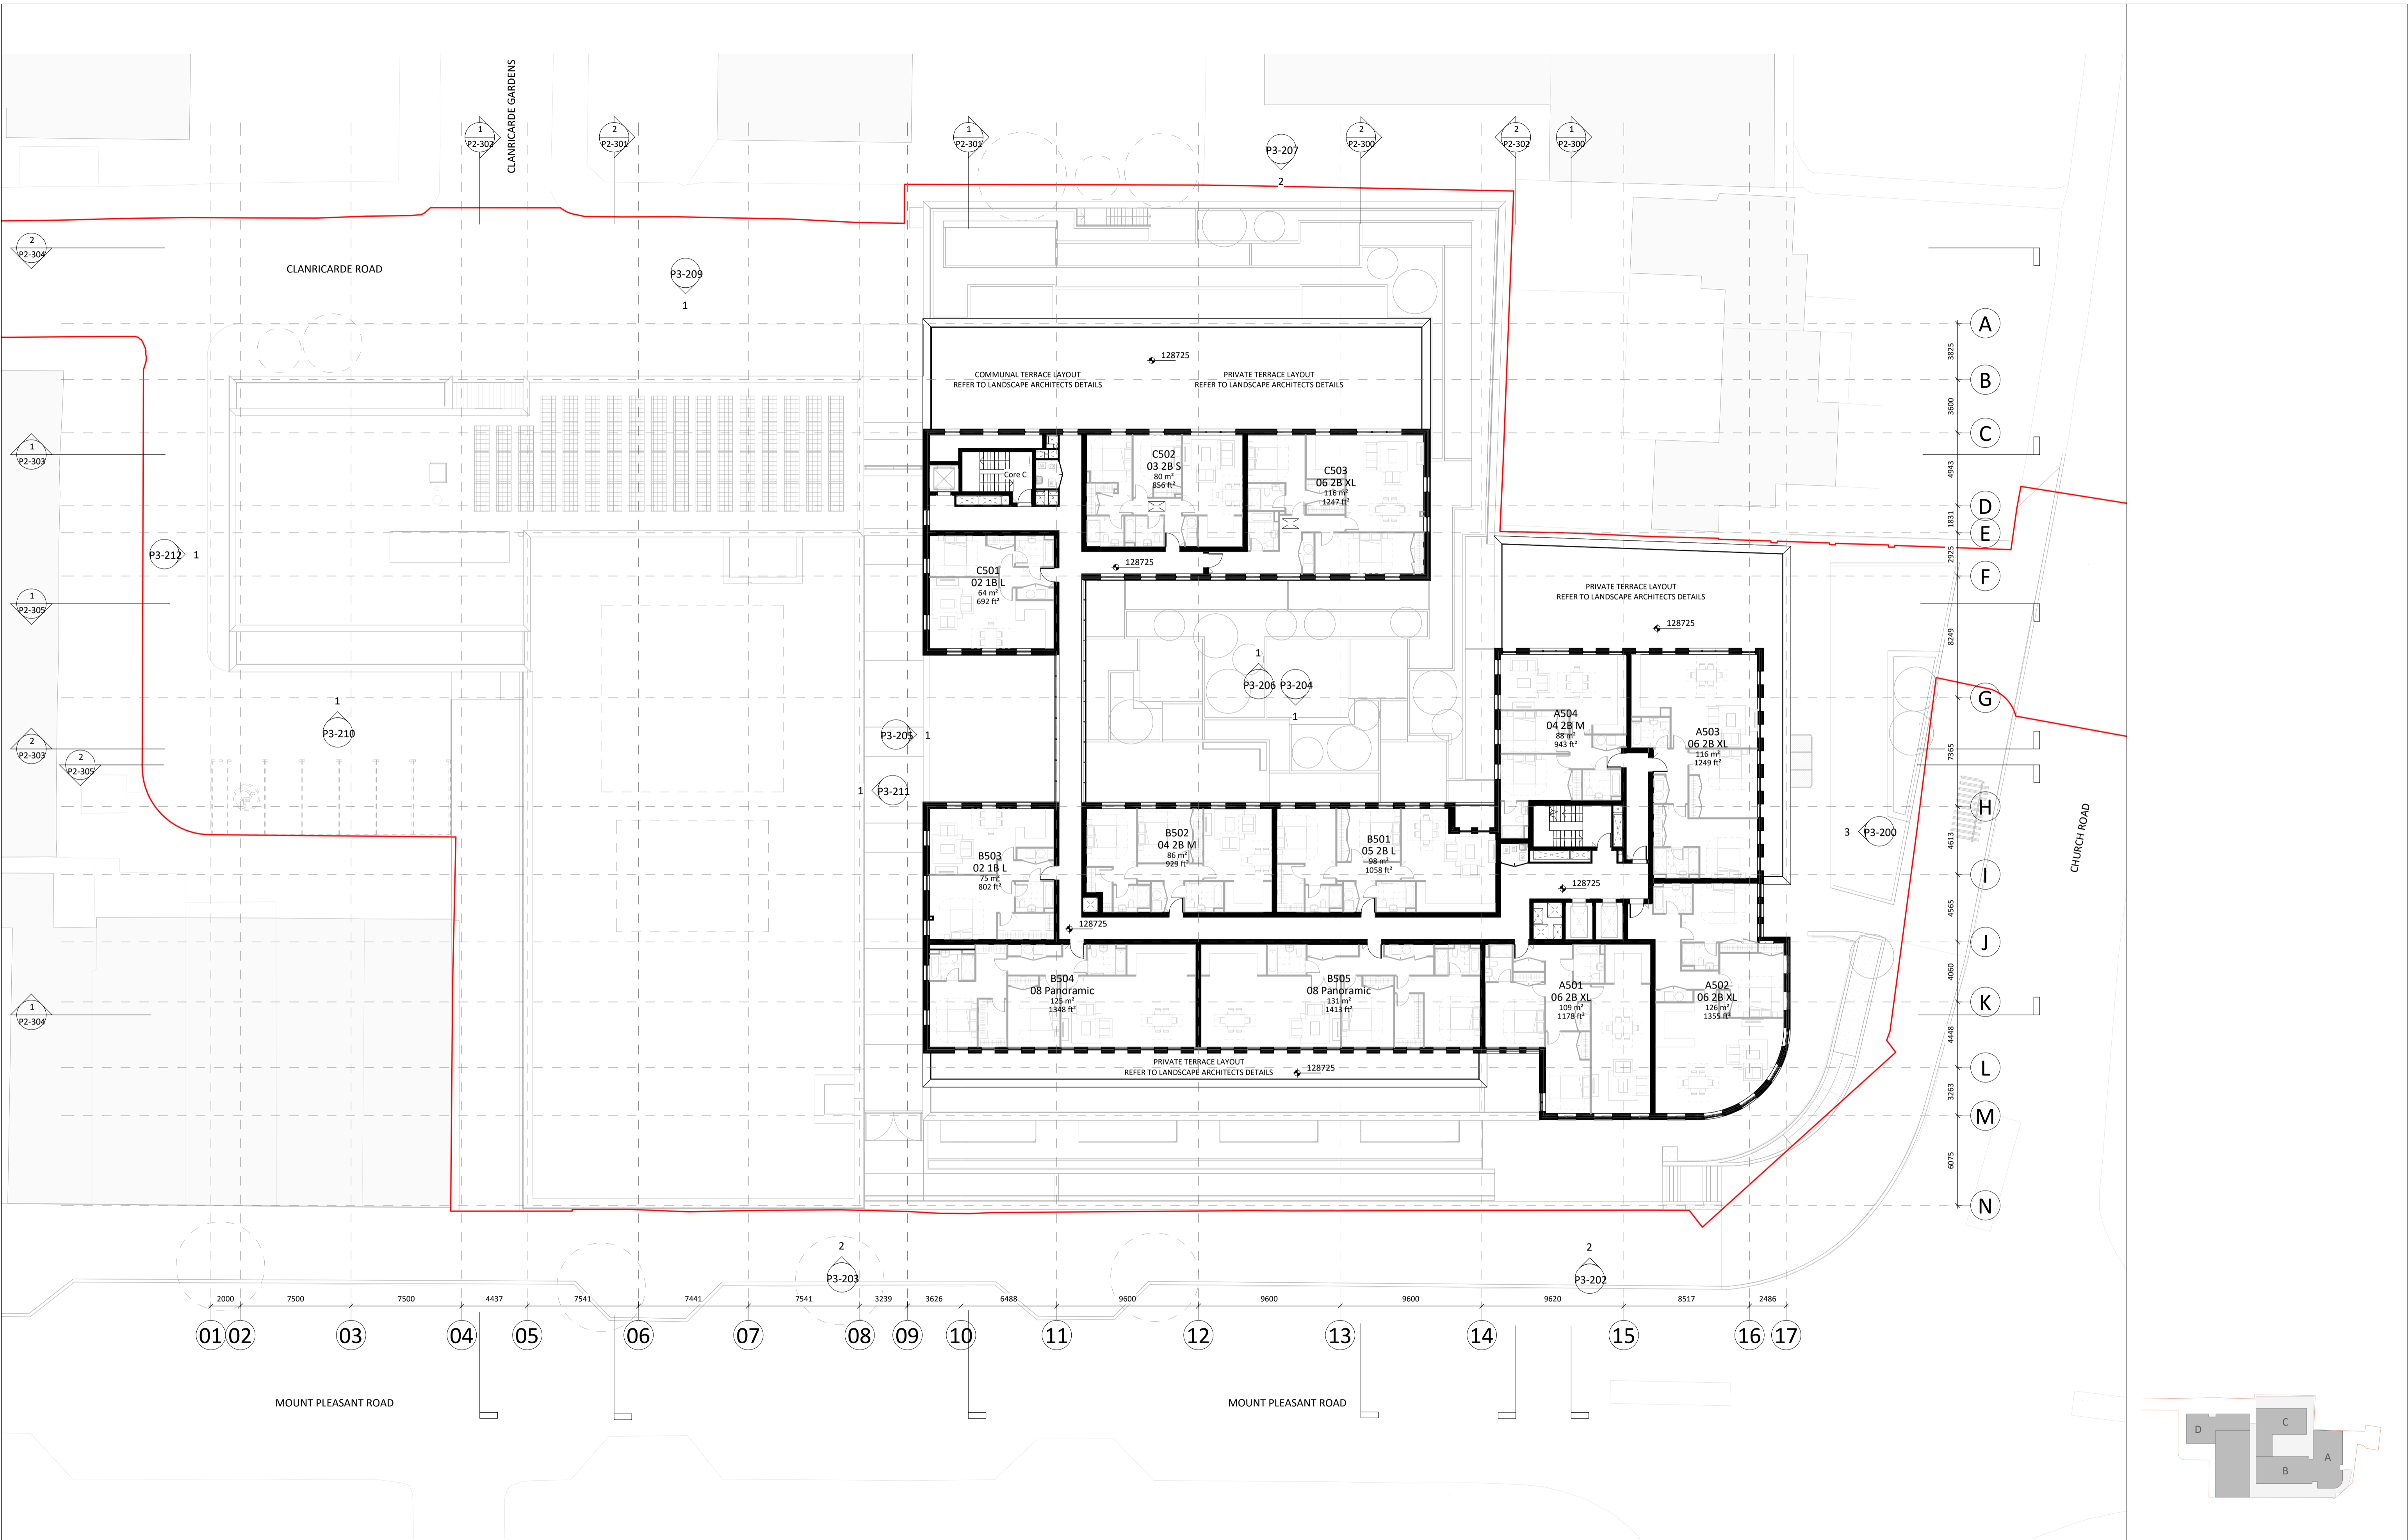 CLANRICARDE GARDENS
1
P2-302
2
P2-301
1
P2-301
P3-207
2
2
P2-300
2
P2-302
1
P2-300
2
P2-304
CLANRICARDE ROAD
P3-209
1
A
3825
128725
COMMUNAL TERRACE LAYOUT
REFER TO LANDSCAPE ARCHITECTS DETAILS
PRIVATE TERRACE LAYOUT
REFER TO LANDSCAPE ARCHITECTS DETAILS
B
3600
C
1
P2-303
4943
Core C
C502
03 2B S
80 m²
856 ft²
C503
06 2B XL
116 m²
1247 ft²
D
1831
E
P3-212
1
2925
128725
C501
02 1B L
64 m²
692 ft²
F
1
P2-305
PRIVATE TERRACE LAYOUT
REFER TO LANDSCAPE ARCHITECTS DETAILS
128725
8249
1
P3-206
P3-204
1
G
1
P3-210
P3-205
1
A504
04 2B M
88 m²
943 ft²
A503
06 2B XL
116 m²
1249 ft²
2
P2-303
2
P2-305
7365
1
P3-211
H
3
P3-200
CHURCH ROAD
4613
B503
02 1B L
75 m²
802 ft²
B502
04 2B M
86 m²
929 ft²
B501
05 2B L
98 m²
1058 ft²
I
128725
4565
128725
J
4060
B504
08 Panoramic
125 m²
1348 ft²
B505
08 Panoramic
131 m²
1413 ft²
A501
06 2B XL
109 m²
1178 ft²
A502
06 2B XL
126 m²
1355 ft²
K
1
P2-304
4448
PRIVATE TERRACE LAYOUT
REFER TO LANDSCAPE ARCHITECTS DETAILS
128725
L
3263
M
6075
N
2
P3-203
2
P3-202
2000
7500
7500
4437
7541
7441
7541
3239
3626
6488
9600
9600
9600
9620
8517
2486
01
02
03
04
05
06
07
08
09
10
11
12
13
14
15
16
17
MOUNT PLEASANT ROAD
MOUNT PLEASANT ROAD
C
D
A
B